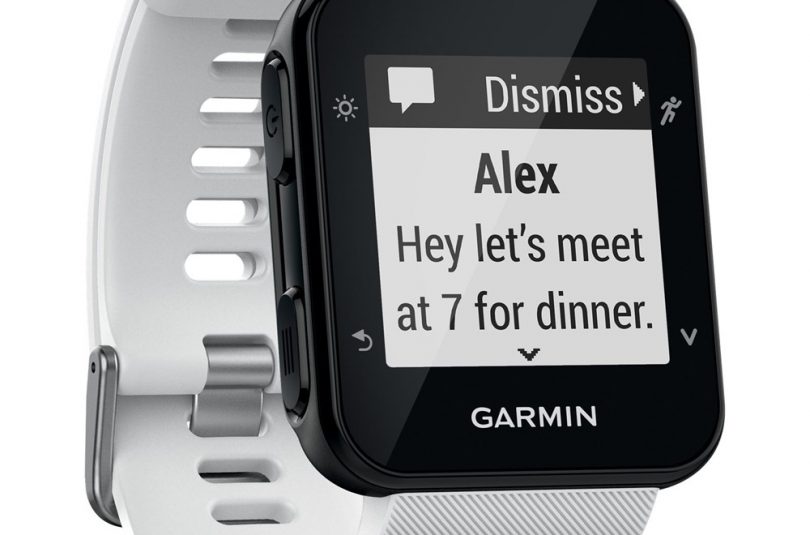 Dismiss
Alex
Hey let's meet
at 7 for dinner.
GARMIN